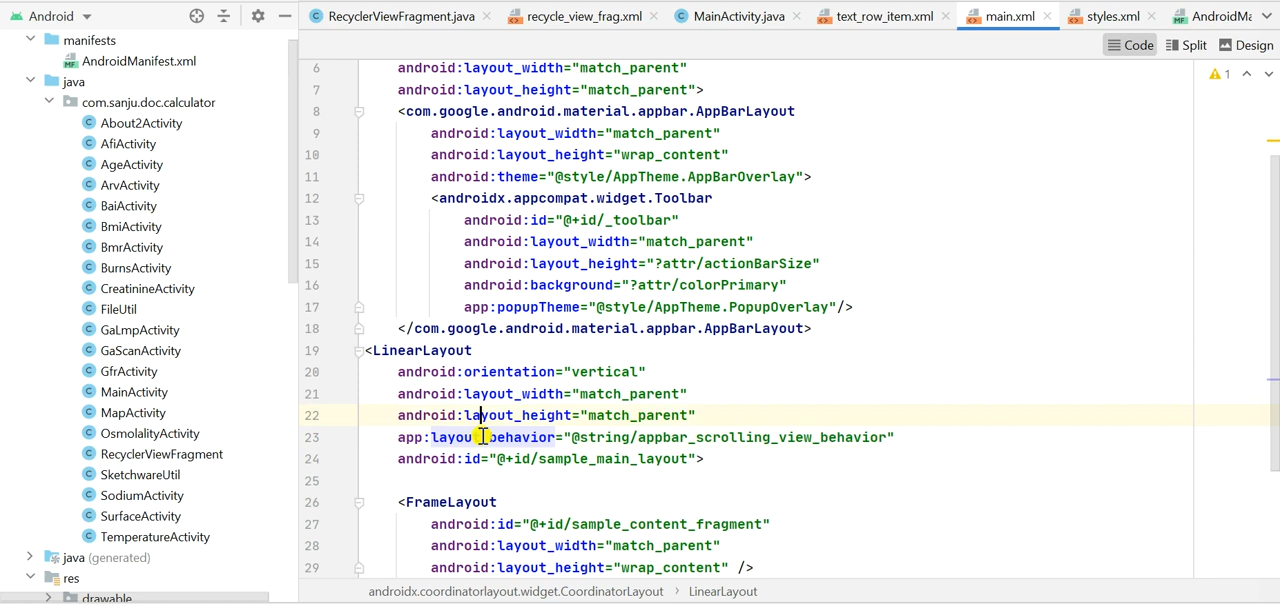 Android
RecyclerViewFragment.java
recycle_view_frag.xml
MainActivity.java
text_row_item.xml
main.xml
styles.xml
AndroidMa
Code
Split
Design
manifests
AndroidManifest.xml
java
com.sanju.doc.calculator
About2Activity
AfiActivity
AgeActivity
ArvActivity
BaiActivity
BmiActivity
BmrActivity
BurnsActivity
CreatinineActivity
FileUtil
GaLmpActivity
GaScanActivity
GfrActivity
MainActivity
MapActivity
OsmolalityActivity
RecyclerViewFragment
SketchwareUtil
SodiumActivity
SurfaceActivity
TemperatureActivity
java (generated)
res
drawable
1
6 android:layout_width="match_parent"
7 android:layout_height="match_parent">
8 <com.google.android.material.appbar.AppBarLayout
9 android:layout_width="match_parent"
10 android:layout_height="wrap_content"
11 android:theme="@style/AppTheme.AppBarOverlay">
12 <androidx.appcompat.widget.Toolbar
13 android:id="@+id/_toolbar"
14 android:layout_width="match_parent"
15 android:layout_height="?attr/actionBarSize"
16 android:background="?attr/colorPrimary"
17 app:popupTheme="@style/AppTheme.PopupOverlay"/>
18 </com.google.android.material.appbar.AppBarLayout>
19 <LinearLayout
20 android:orientation="vertical"
21 android:layout_width="match_parent"
22 android:layout_height="match_parent"
23 app:layout_behavior="@string/appbar_scrolling_view_behavior"
24 android:id="@+id/sample_main_layout">
25
26 <FrameLayout
27 android:id="@+id/sample_content_fragment"
28 android:layout_width="match_parent"
29 android:layout_height="wrap_content" />
androidx.coordinatorlayout.widget.CoordinatorLayout › LinearLayout